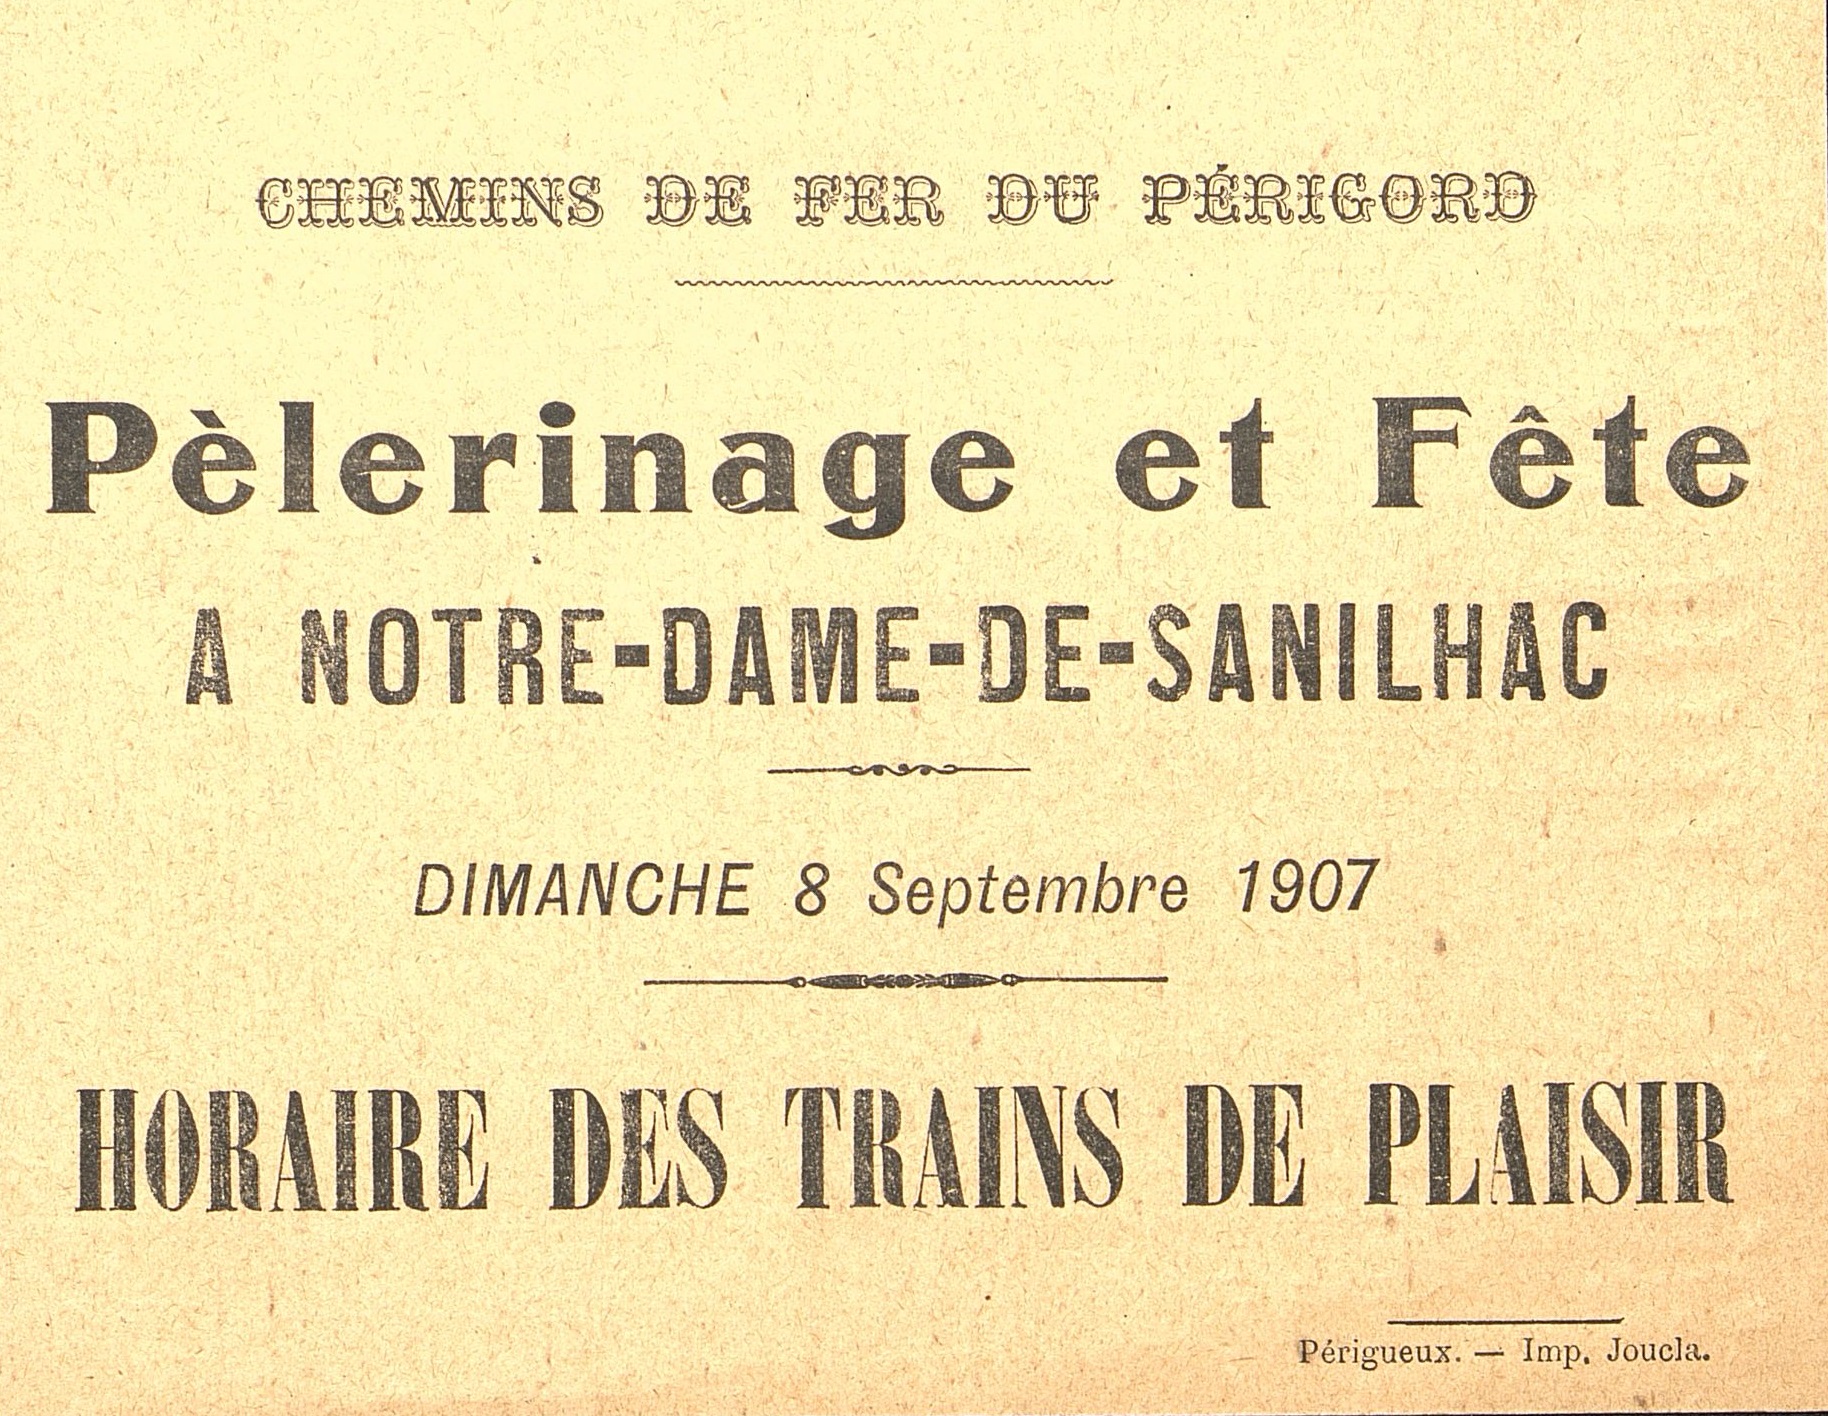 CHEMINS DE FER DU PÉRIGORD
Pèlerinage et Fête
A NOTRE-DAME-DE-SANILHAC
DIMANCHE 8 Septembre 1907
HORAIRE DES TRAINS DE PLAISIR
Périgueux. — Imp. Joucla.